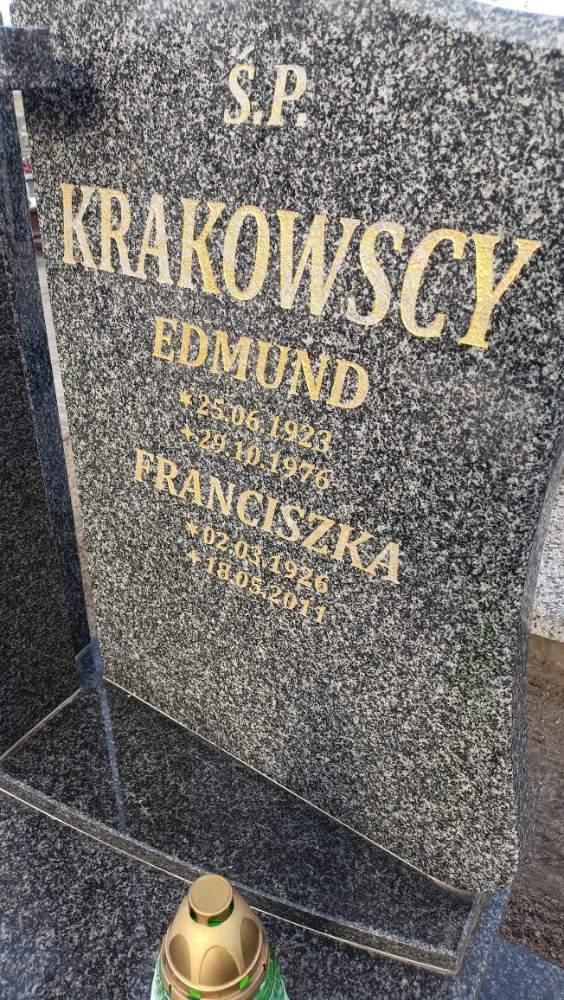 Ś.P.
KRAKOWSCY
EDMUND
*25.06.1923
+29.10.1976
FRANCISZKA
*02.03.1926
+18.05.2011